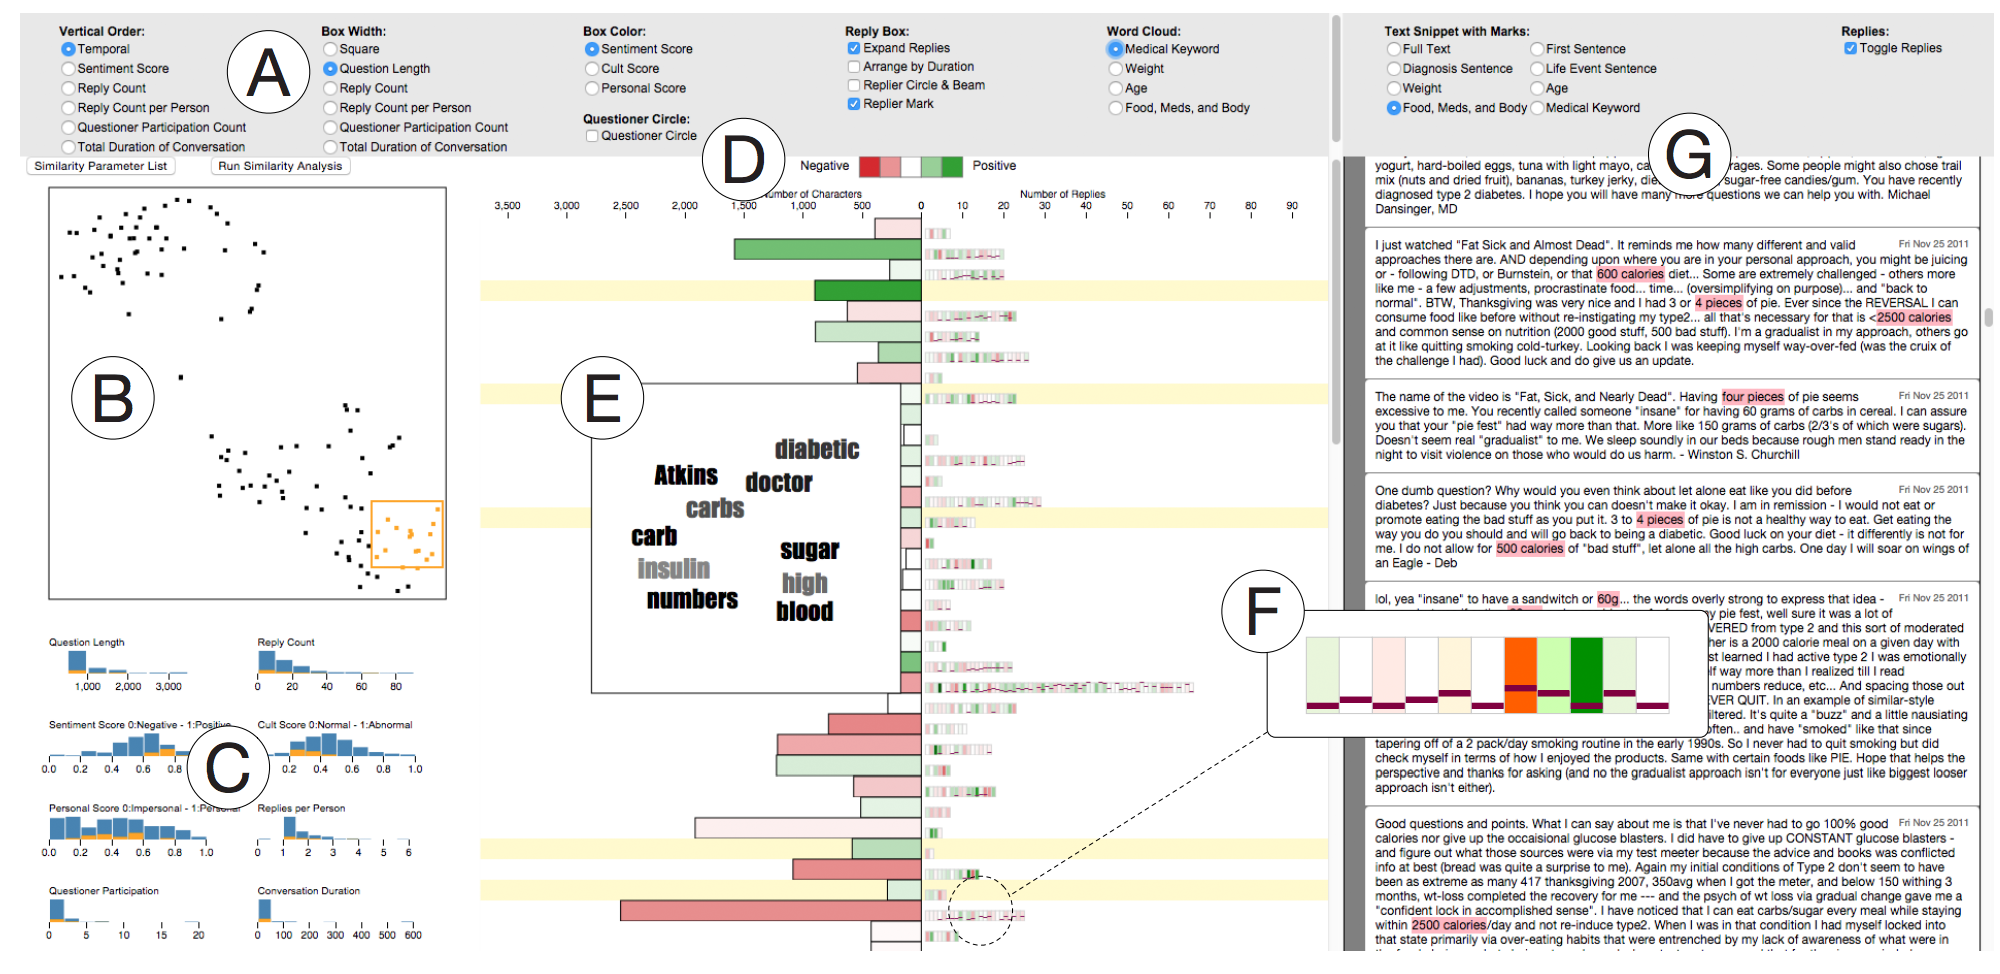 Vertical Order:
Temporal
Sentiment Score
Reply Count
Reply Count per Person
Questioner Participation Count
Total Duration of Conversation
A
Box Width:
Square
Question Length
Reply Count
Reply Count per Person
Questioner Participation Count
Total Duration of Conversation
Box Color:
Sentiment Score
Cult Score
Personal Score
Questioner Circle:
Questioner Circle
Reply Box:
Expand Replies
Arrange by Duration
Replier Circle & Beam
Replier Mark
Word Cloud:
Medical Keyword
Weight
Age
Food, Meds, and Body
Text Snippet with Marks:
Full Text
First Sentence
Diagnosis Sentence
Life Event Sentence
Weight
Age
Food, Meds, and Body
Medical Keyword
Replies:
Toggle Replies
Similarity Parameter List
Run Similarity Analysis
B
Question Length
1,000 2,000 3,000
Reply Count
0 20 40 60 80
Sentiment Score 0:Negative - 1:Positive
0.0 0.2 0.4 0.6 0.8
Cult Score 0:Normal - 1:Abnormal
0.2 0.4 0.6 0.8 1.0
C
Personal Score 0:Impersonal - 1:Personal
0.0 0.2 0.4 0.6 0.8 1.0
Replies per Person
0 1 2 3 4 5 6
Questioner Participation
0 5 10 15 20
Conversation Duration
0 100 200 300 400 500 600
D
Negative
Positive
Number of Characters
Number of Replies
3,500 3,000 2,500 2,000 1,500 1,000 500 0 10 20 30 40 50 60 70 80 90
E
diabetic
Atkins
doctor
carbs
carb
sugar
insulin
high
numbers
blood
F
G
yogurt, hard-boiled eggs, tuna with light mayo,
mix (nuts and dried fruit), bananas, turkey jerky, sugar-free candies/gum. You have recently
diagnosed type 2 diabetes. I hope you will have many more questions we can help you with. Michael
Dansinger, MD
I just watched "Fat Sick and Almost Dead". It reminds me how many different and valid Fri Nov 25 2011
approaches there are. AND depending upon where you are in your personal approach, you might be juicing
or - following DTD, or Burnstein, or that 600 calories diet... Some are extremely challenged - others more
like me - a few adjustments, procrastinate food... time... (oversimplifying on purpose)... and "back to
normal". BTW, Thanksgiving was very nice and I had 3 or 4 pieces of pie. Ever since the REVERSAL I can
consume food like before without re-instigating my type2... all that's necessary for that is <2500 calories
and common sense on nutrition (2000 good stuff, 500 bad stuff). I'm a gradualist in my approach, others go
at it like quitting smoking cold-turkey. Looking back I was keeping myself way-over-fed (was the cruix of
the challenge I had). Good luck and do give us an update.
The name of the video is "Fat, Sick, and Nearly Dead". Having four pieces of pie seems Fri Nov 25 2011
excessive to me. You recently called someone "insane" for having 60 grams of carbs in cereal. I can assure
you that your "pie fest" had way more than that. More like 150 grams of carbs (2/3's of which were sugars).
Doesn't seem real "gradualist" to me. We sleep soundly in our beds because rough men stand ready in the
night to visit violence on those who would do us harm. - Winston S. Churchill
One dumb question? Why would you even think about let alone eat like you did before Fri Nov 25 2011
diabetes? Just because you think you can doesn't make it okay. I am in remission - I would not eat or
promote eating the bad stuff as you put it. 3 to 4 pieces of pie is not a healthy way to eat. Get eating the
way you do you should and will go back to being a diabetic. Good luck on your diet - it differently is not for
me. I do not allow for 500 calories of "bad stuff", let alone all the high carbs. One day I will soar on wings of
an Eagle - Deb
lol, yea "insane" to have a sandwitch or 60g... the words overly strong to express that idea - Fri Nov 25 2011
y pie fest, well sure it was a lot of
VERED from type 2 and this sort of moderated
her is a 2000 calorie meal on a given day with
st learned I had active type 2 I was emotionally
lf way more than I realized till I read
numbers reduce, etc... And spacing those out
EVER QUIT. In an example of similar-style
iltered. It's quite a "buzz" and a little nausiating
often.. and have "smoked" like that since
tapering off of a 2 pack/day smoking routine in the early 1990s. So I never had to quit smoking but did
check myself in terms of how I enjoyed the products. Same with certain foods like PIE. Hope that helps the
perspective and thanks for asking (and no the gradualist approach isn't for everyone just like biggest looser
approach isn't either).
Good questions and points. What I can say about me is that I've never had to go 100% good Fri Nov 25 2011
calories nor give up the occaisional glucose blasters. I did have to give up CONSTANT glucose blasters -
and figure out what those sources were via my test meeter because the advice and books was conflicted
info at best (bread was quite a surprise to me). Again my initial conditions of Type 2 don't seem to have
been as extreme as many 417 thanksgiving 2007, 350avg when I got the meter, and below 150 withing 3
months, wt-loss completed the recovery for me --- and the psych of wt loss via gradual change gave me a
"confident lock in accomplished sense". I have noticed that I can eat carbs/sugar every meal while staying
within 2500 calories/day and not re-induce type2. When I was in that condition I had myself locked into
that state primarily via over-eating habits that were entrenched by my lack of awareness of what were in